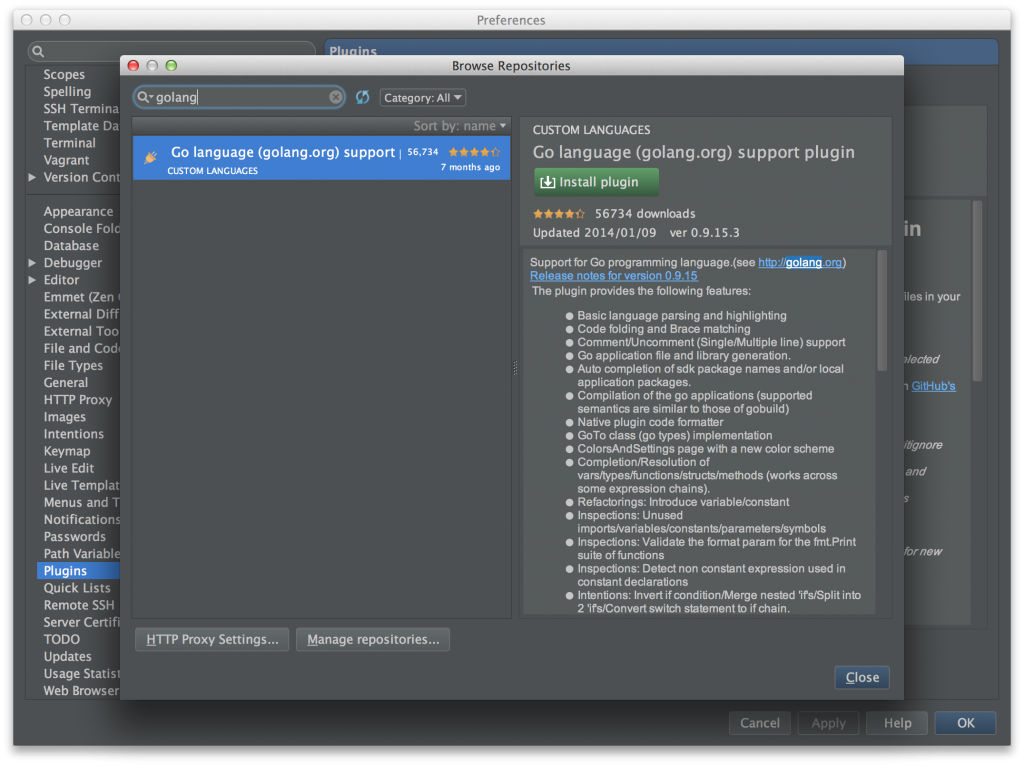 Preferences
Plugins
Scopes
Spelling
SSH Termina
Template Da
Terminal
Vagrant
Version Cont
Appearance
Console Fold
Database
Debugger
Editor
Emmet (Zen
External Diff
External Too
File and Code
File Types
General
HTTP Proxy
Images
Intentions
Keymap
Live Edit
Live Templat
Menus and T
Notifications
Passwords
Path Variable
Plugins
Quick Lists
Remote SSH
Server Certifi
TODO
Updates
Usage Statist
Web Browser
Browse Repositories
golang
Category: All
Sort by: name
Go language (golang.org) support | 56,734
CUSTOM LANGUAGES 7 months ago
CUSTOM LANGUAGES
Go language (golang.org) support plugin
Install plugin
56734 downloads
Updated 2014/01/09 ver 0.9.15.3
Support for Go programming language.(see http://golang.org)
Release notes for version 0.9.15
The plugin provides the following features:
Basic language parsing and highlighting
Code folding and Brace matching
Comment/Uncomment (Single/Multiple line) support
Go application file and library generation.
Auto completion of sdk package names and/or local
application packages.
Compilation of the go applications (supported
semantics are similar to those of gobuild)
Native plugin code formatter
GoTo class (go types) implementation
ColorsAndSettings page with a new color scheme
Completion/Resolution of
vars/types/functions/structs/methods (works across
some expression chains).
Refactorings: Introduce variable/constant
Inspections: Unused
imports/variables/constants/parameters/symbols
Inspections: Validate the format param for the fmt.Print
suite of functions
Inspections: Detect non constant expression used in
constant declarations
Intentions: Invert if condition/Merge nested 'if's/Split into
2 'if's/Convert switch statement to if chain.
HTTP Proxy Settings...
Manage repositories...
Close
in
iles in your
elected
GitHub's
itignore
and
for new
Cancel
Apply
Help
OK